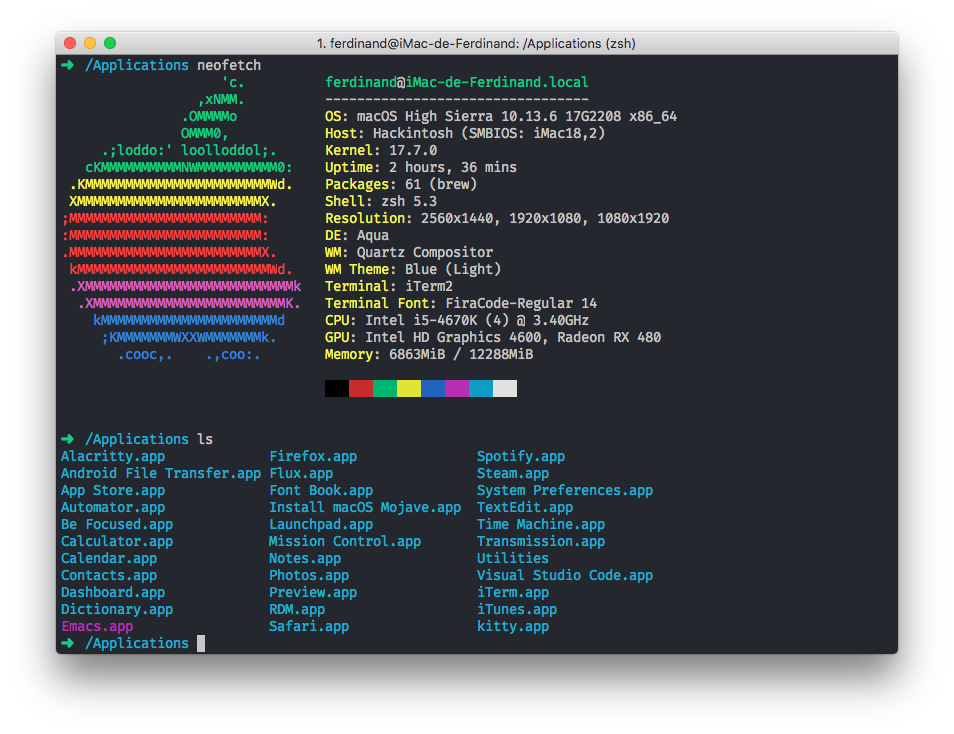 1. ferdinand@iMac-de-Ferdinand: /Applications (zsh)
➜ /Applications neofetch
'c.
,xNMM.
.OMMMMo
OMMM0,
.;loddo:' loolloddol;.
cKMMMMMMMMMMNWMMMMMMMMMM0:
.KMMMMMMMMMMMMMMMMMMMMMMMWd.
XMMMMMMMMMMMMMMMMMMMMMMMX.
;MMMMMMMMMMMMMMMMMMMMMMMM:
:MMMMMMMMMMMMMMMMMMMMMMMM:
.MMMMMMMMMMMMMMMMMMMMMMMMX.
kMMMMMMMMMMMMMMMMMMMMMMMMWd.
.XMMMMMMMMMMMMMMMMMMMMMMMMMMk
.XMMMMMMMMMMMMMMMMMMMMMMMMK.
kMMMMMMMMMMMMMMMMMMMMMMd
;KMMMMMMMWXXWMMMMMMMk.
.cooc,. .,coo:.
ferdinand@iMac-de-Ferdinand.local
---------------------------------
OS: macOS High Sierra 10.13.6 17G2208 x86_64
Host: Hackintosh (SMBIOS: iMac18,2)
Kernel: 17.7.0
Uptime: 2 hours, 36 mins
Packages: 61 (brew)
Shell: zsh 5.3
Resolution: 2560x1440, 1920x1080, 1080x1920
DE: Aqua
WM: Quartz Compositor
WM Theme: Blue (Light)
Terminal: iTerm2
Terminal Font: FiraCode-Regular 14
CPU: Intel i5-4670K (4) @ 3.40GHz
GPU: Intel HD Graphics 4600, Radeon RX 480
Memory: 6863MiB / 12288MiB
➜ /Applications ls
Alacritty.app Firefox.app Spotify.app
Android File Transfer.app Flux.app Steam.app
App Store.app Font Book.app System Preferences.app
Automator.app Install macOS Mojave.app TextEdit.app
Be Focused.app Launchpad.app Time Machine.app
Calculator.app Mission Control.app Transmission.app
Calendar.app Notes.app Utilities
Contacts.app Photos.app Visual Studio Code.app
Dashboard.app Preview.app iTerm.app
Dictionary.app RDM.app iTunes.app
Emacs.app Safari.app kitty.app
➜ /Applications